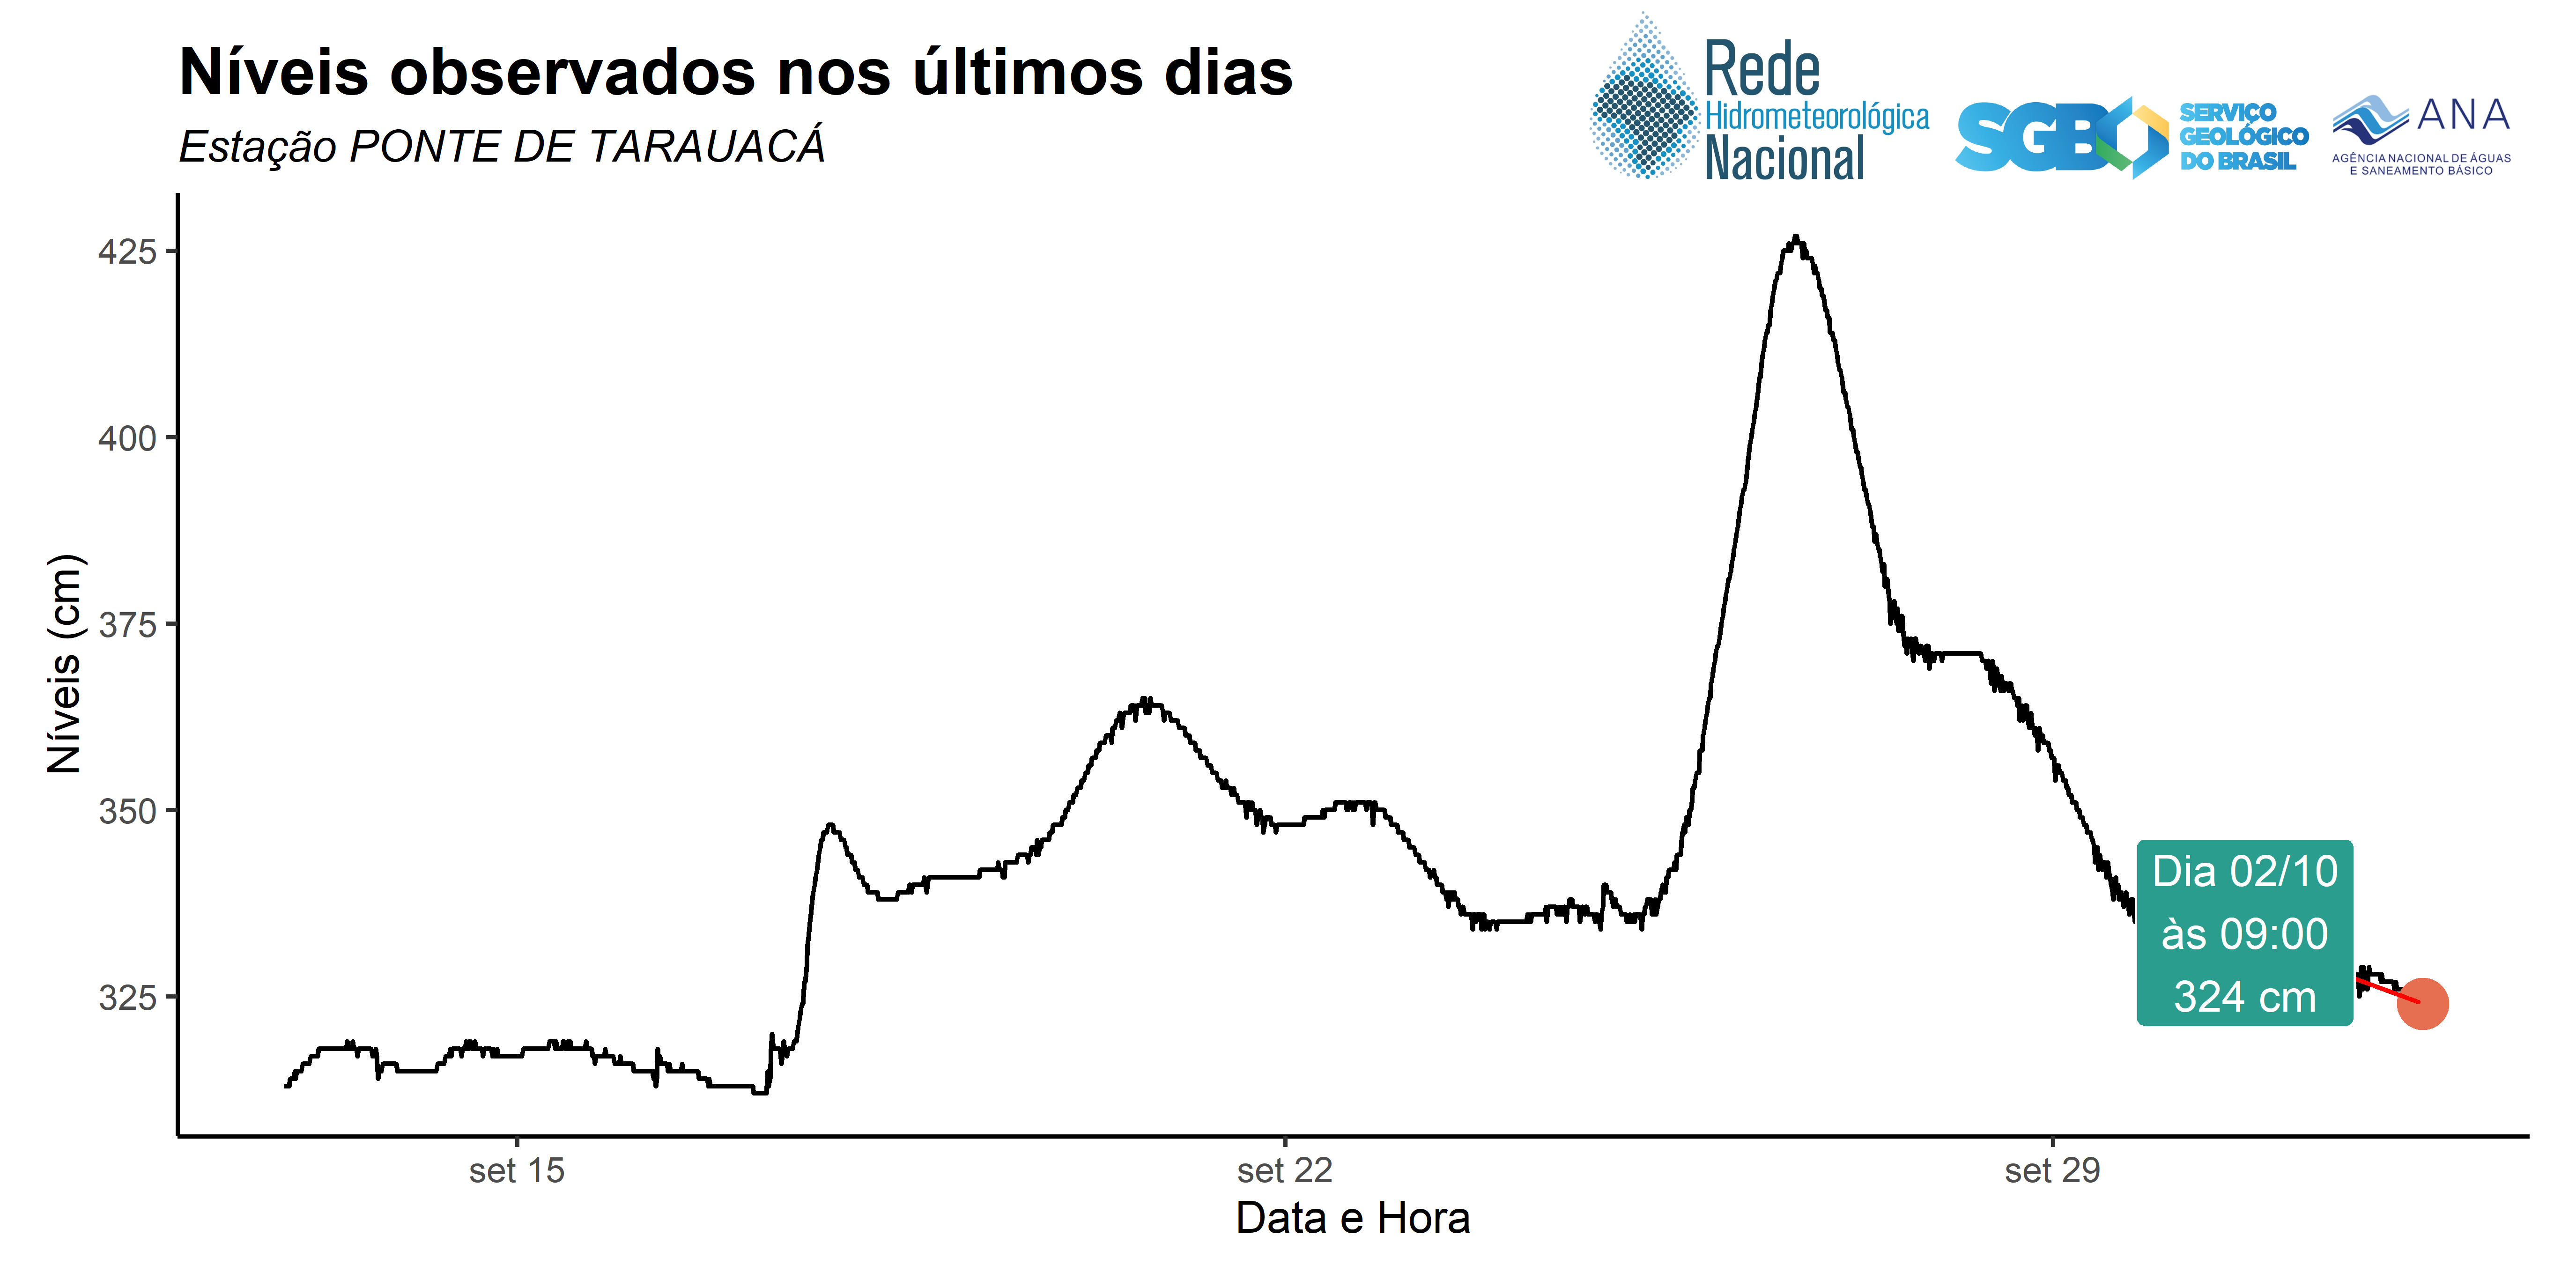 Níveis observados nos últimos dias
Estação PONTE DE TARAUACÁ
Rede
Hidrometeorológica
Nacional
SGB
SERVIÇO
GEOLÓGICO
DO BRASIL
ANA
AGÊNCIA NACIONAL DE ÁGUAS
E SANEAMENTO BÁSICO
Níveis (cm)
425
400
375
350
325
Dia 02/10
às 09:00
324 cm
set 15
set 22
set 29
Data e Hora